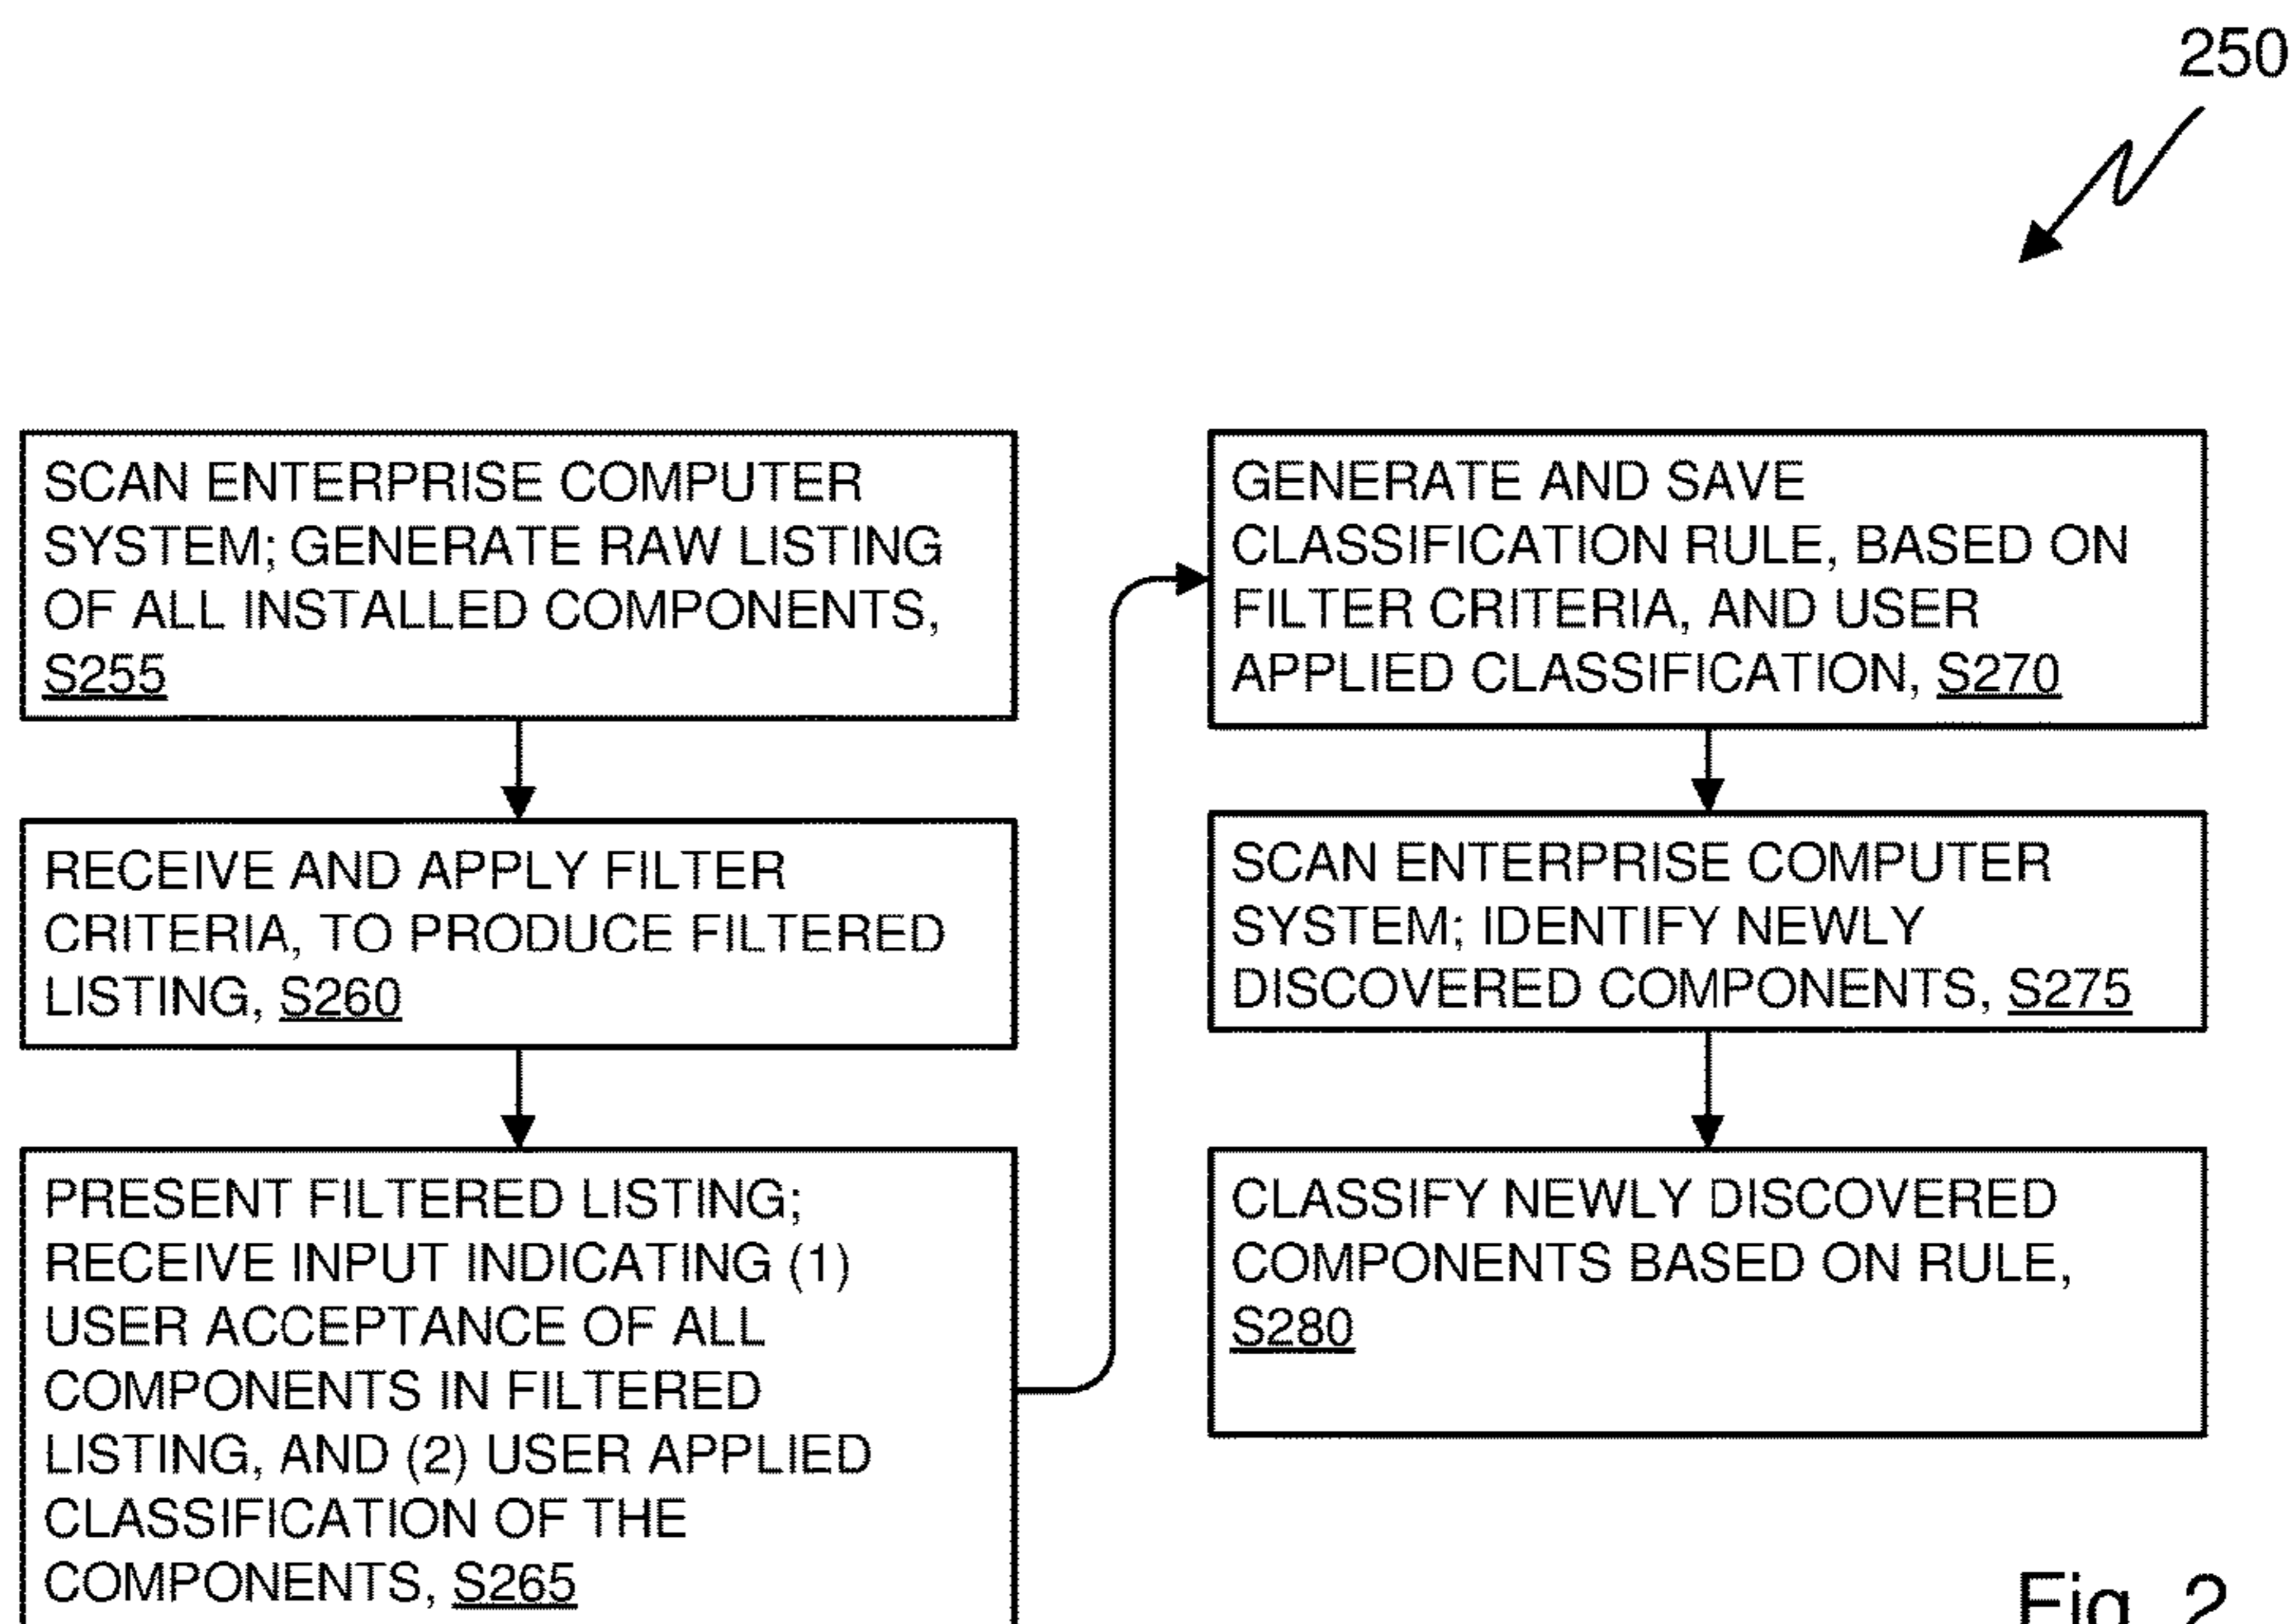 250
SCAN ENTERPRISE COMPUTER
SYSTEM; GENERATE RAW LISTING
OF ALL INSTALLED COMPONENTS,
S255
RECEIVE AND APPLY FILTER
CRITERIA, TO PRODUCE FILTERED
LISTING, S260
PRESENT FILTERED LISTING;
RECEIVE INPUT INDICATING (1)
USER ACCEPTANCE OF ALL
COMPONENTS IN FILTERED
LISTING, AND (2) USER APPLIED
CLASSIFICATION OF THE
COMPONENTS, S265
GENERATE AND SAVE
CLASSIFICATION RULE, BASED ON
FILTER CRITERIA, AND USER
APPLIED CLASSIFICATION, S270
SCAN ENTERPRISE COMPUTER
SYSTEM; IDENTIFY NEWLY
DISCOVERED COMPONENTS, S275
CLASSIFY NEWLY DISCOVERED
COMPONENTS BASED ON RULE,
S280
Fig. 2